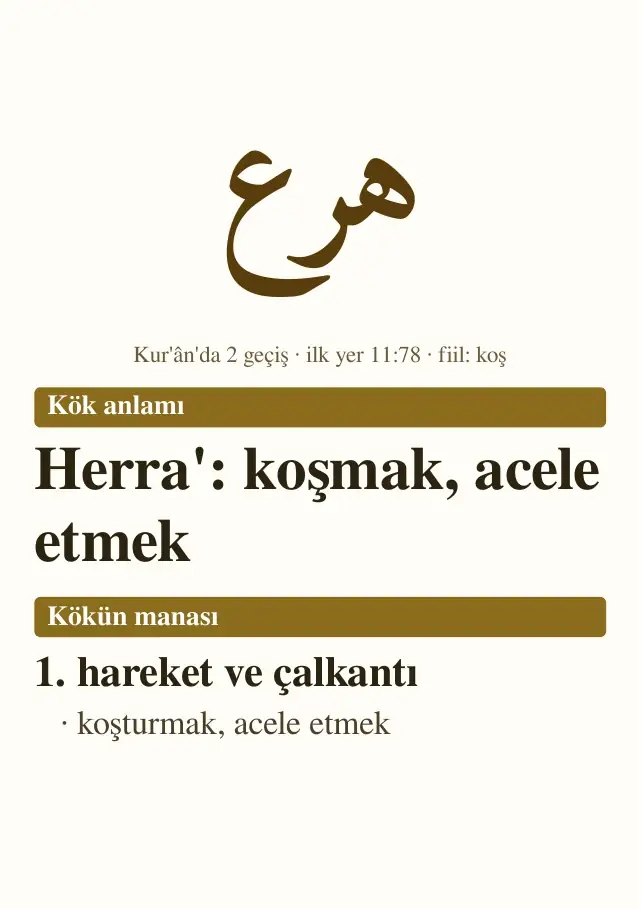 هرع
Kur'ân'da 2 geçiş · ilk yer 11:78 · fiil: koş
Kök anlamı
Herra': koşmak, acele
etmek
Kökün manası
1. hareket ve çalkantı
· koşturmak, acele etmek